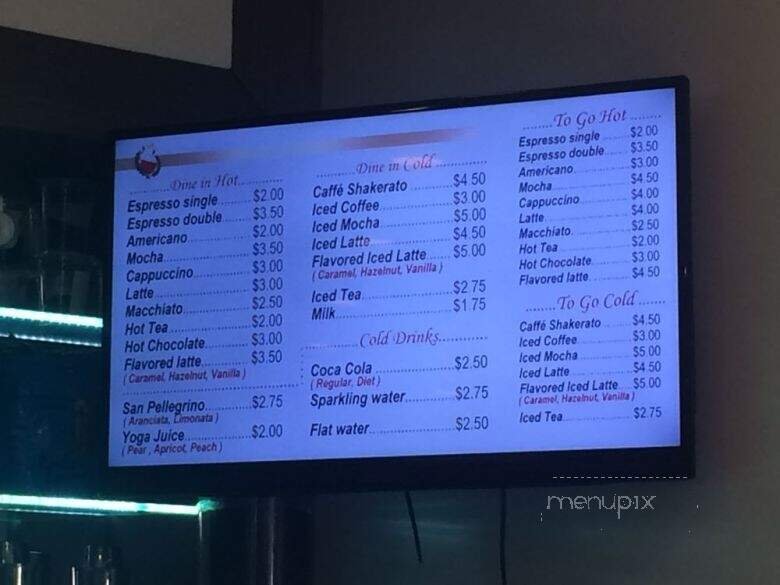 Dine in Hot
Espresso single $2.00
Espresso double $3.50
Americano $2.00
Mocha $3.50
Cappuccino $3.00
Latte $3.00
Macchiato $2.50
Hot Tea $2.00
Hot Chocolate $3.00
Flavored latte $3.50
( Caramel, Hazelnut, Vanilla )
San Pellegrino $2.75
( Aranciata, Limonata )
Yoga Juice $2.00
( Pear , Apricot, Peach )
Dine in Cold
Caffé Shakerato $4.50
Iced Coffee $3.00
Iced Mocha $5.00
Iced Latte $4.50
Flavored Iced Latte $5.00
( Caramel, Hazelnut, Vanilla )
Iced Tea $2.75
Milk $1.75
Cold Drinks
Coca Cola $2.50
( Regular, Diet )
Sparkling water $2.75
Flat water $2.50
To Go Hot
Espresso single $2.00
Espresso double $3.50
Americano $3.00
Mocha $4.50
Cappuccino $4.00
Latte $4.00
Macchiato $2.50
Hot Tea $2.00
Hot Chocolate $3.00
Flavored latte $4.50
To Go Cold
Caffé Shakerato $4.50
Iced Coffee $3.00
Iced Mocha $5.00
Iced Latte $4.50
Flavored Iced Latte $5.00
( Caramel, Hazelnut, Vanilla )
Iced Tea $2.75
menupix